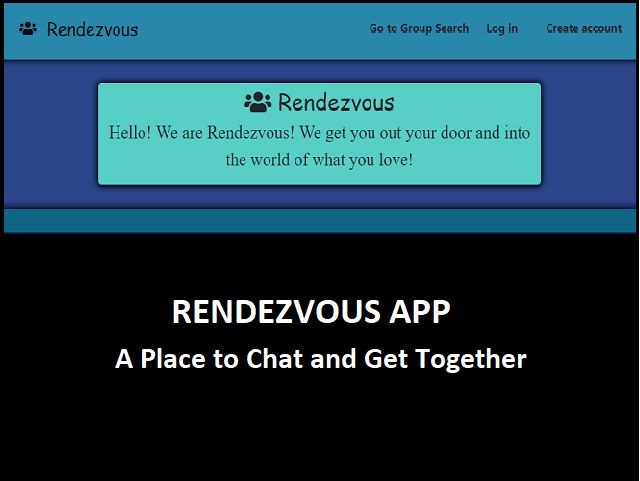 Rendezvous Go to Group Search Log in Create account
Rendezvous
Hello! We are Rendezvous! We get you out your door and into
the world of what you love!
RENDEZVOUS APP
A Place to Chat and Get Together